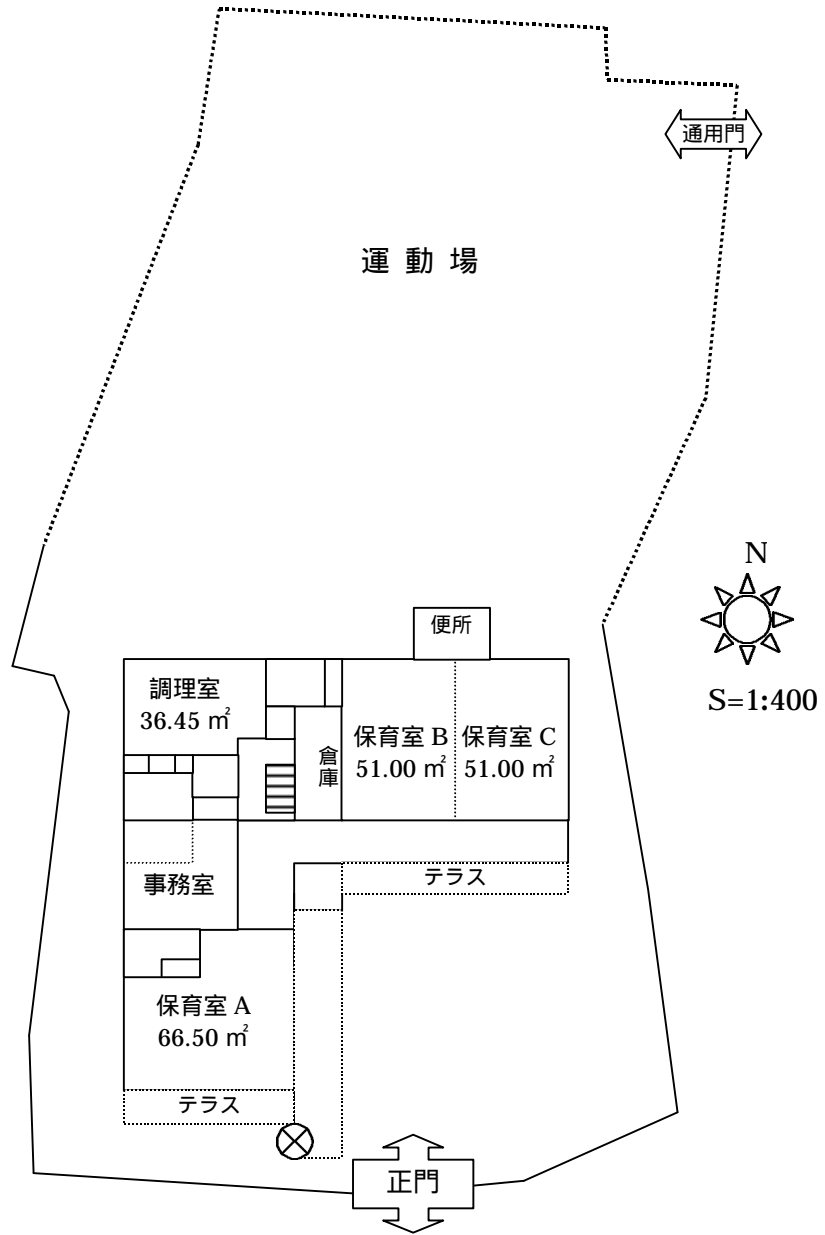 通用門
運 動 場
N
S=1:400
便所
調理室
36.45 ㎡
倉庫
保育室 B
51.00 ㎡
保育室 C
51.00 ㎡
テラス
事務室
保育室 A
66.50 ㎡
テラス
正門